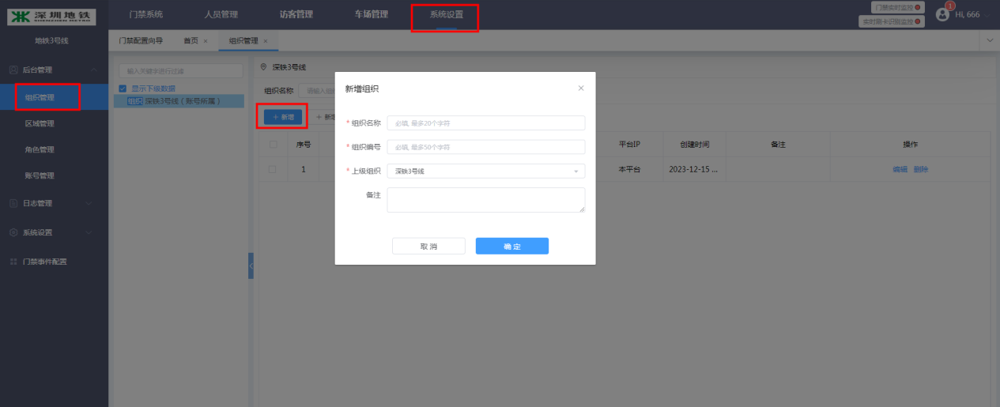 深圳地铁
SHENZHEN METRO
门禁系统
人员管理
访客管理
车场管理
系统设置
门禁实时监控
实时刷卡识别监控
1
Hi, 666
地铁3号线
门禁配置向导
首页 ×
组织管理 ×
后台管理
组织管理
区域管理
角色管理
账号管理
日志管理
系统设置
门禁事件配置
输入关键字进行过滤
显示下级数据
组织 深铁3号线（账号所属）
深铁3号线
组织名称
+ 新增
序号
平台IP
创建时间
备注
操作
1
本平台
2023-12-15 ...
编辑 删除
新增组织 ×
* 组织名称 必填, 最多20个字符
* 组织编号 必填, 最多50个字符
* 上级组织 深铁3号线
备注
取 消
确 定